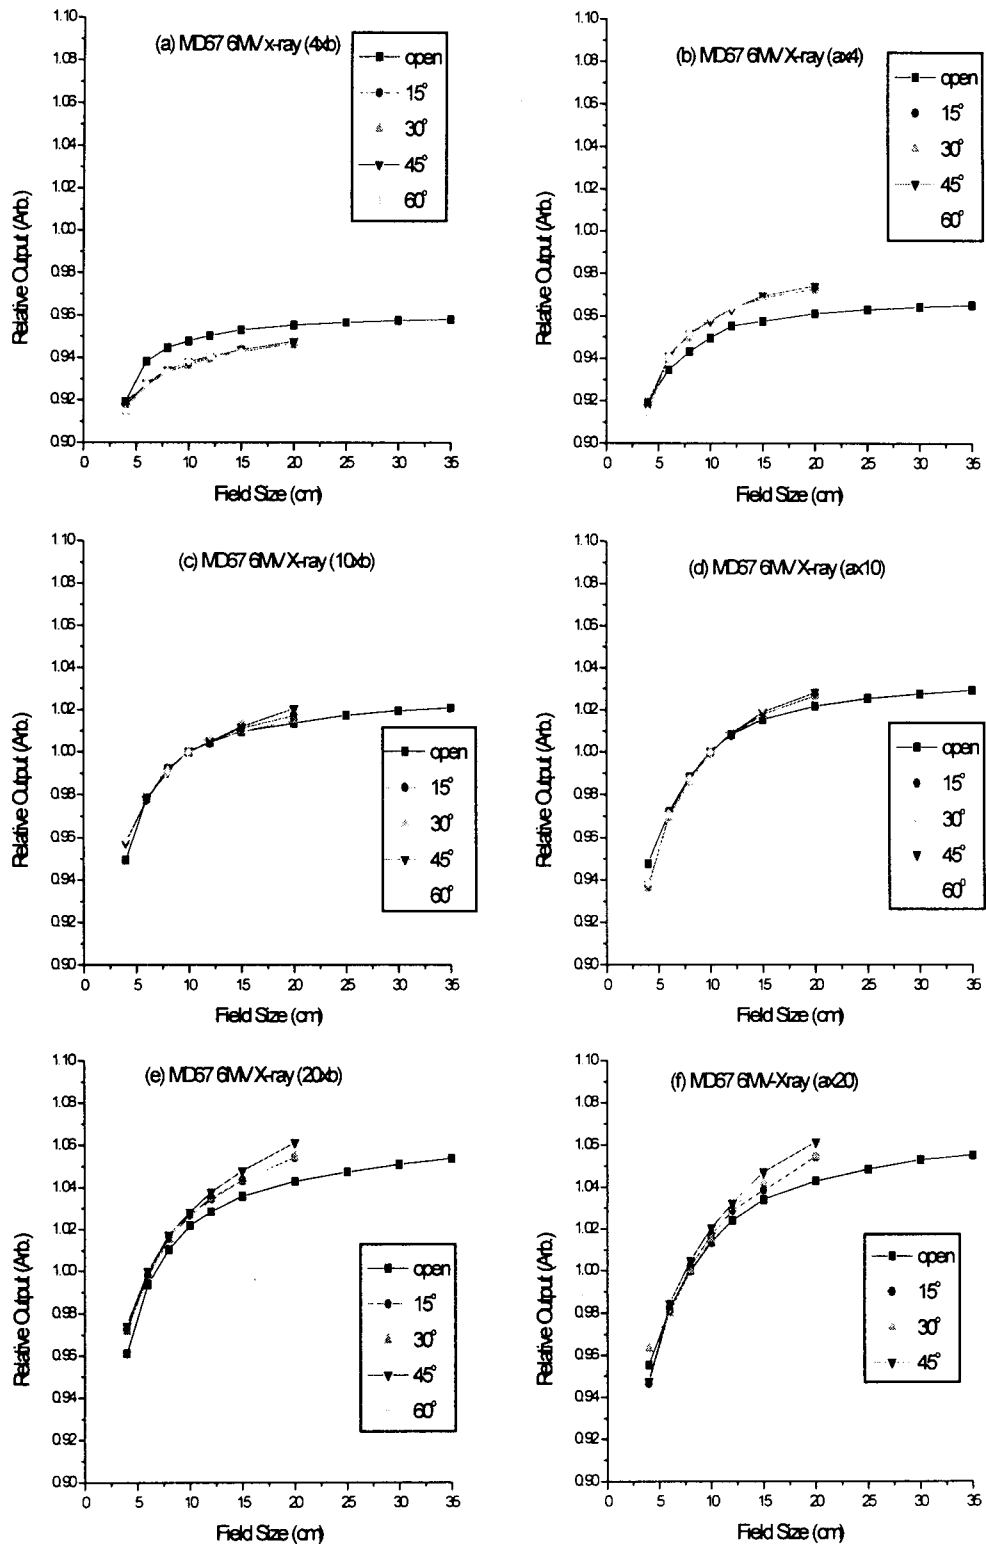 (a) MD67 6MV x-ray (4xb)
open
15°
30°
45°
60°
1.10
1.08
1.06
1.04
1.02
1.00
0.98
0.96
0.94
0.92
0.90
Relative Output (Arb.)
0 5 10 15 20 25 30 35
Field Size (cm)
(b) MD67 6MV X-ray (ax4)
open
15°
30°
45°
60°
1.10
1.08
1.06
1.04
1.02
1.00
0.98
0.96
0.94
0.92
0.90
Relative Output (Arb.)
0 5 10 15 20 25 30 35
Field Size (cm)
(c) MD67 6MV X-ray (10xb)
open
15°
30°
45°
60°
1.10
1.08
1.06
1.04
1.02
1.00
0.98
0.96
0.94
0.92
0.90
Relative Output (Arb.)
0 5 10 15 20 25 30 35
Field Size (cm)
(d) MD67 6MV X-ray (ax10)
open
15°
30°
45°
60°
1.10
1.08
1.06
1.04
1.02
1.00
0.98
0.96
0.94
0.92
0.90
Relative Output (Arb.)
0 5 10 15 20 25 30 35
Field Size (cm)
(e) MD67 6MV X-ray (20xb)
open
15°
30°
45°
60°
1.10
1.08
1.06
1.04
1.02
1.00
0.98
0.96
0.94
0.92
0.90
Relative Output (Arb.)
0 5 10 15 20 25 30 35
Field Size (cm)
(f) MD67 6MV-Xray (ax20)
open
15°
30°
45°
1.10
1.08
1.06
1.04
1.02
1.00
0.98
0.96
0.94
0.92
0.90
Relative Output (Arb.)
0 5 10 15 20 25 30 35
Field Size (cm)